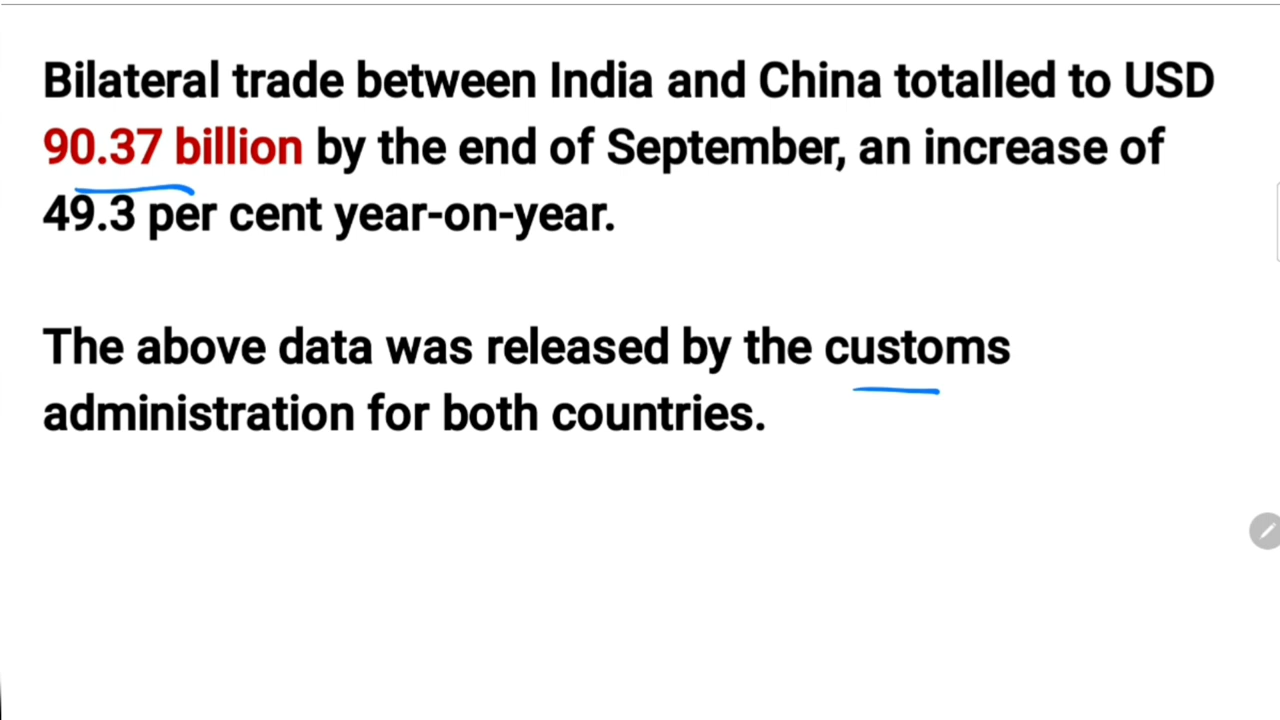 Bilateral trade between India and China totalled to USD
90.37 billion by the end of September, an increase of
49.3 per cent year-on-year.
The above data was released by the customs
administration for both countries.